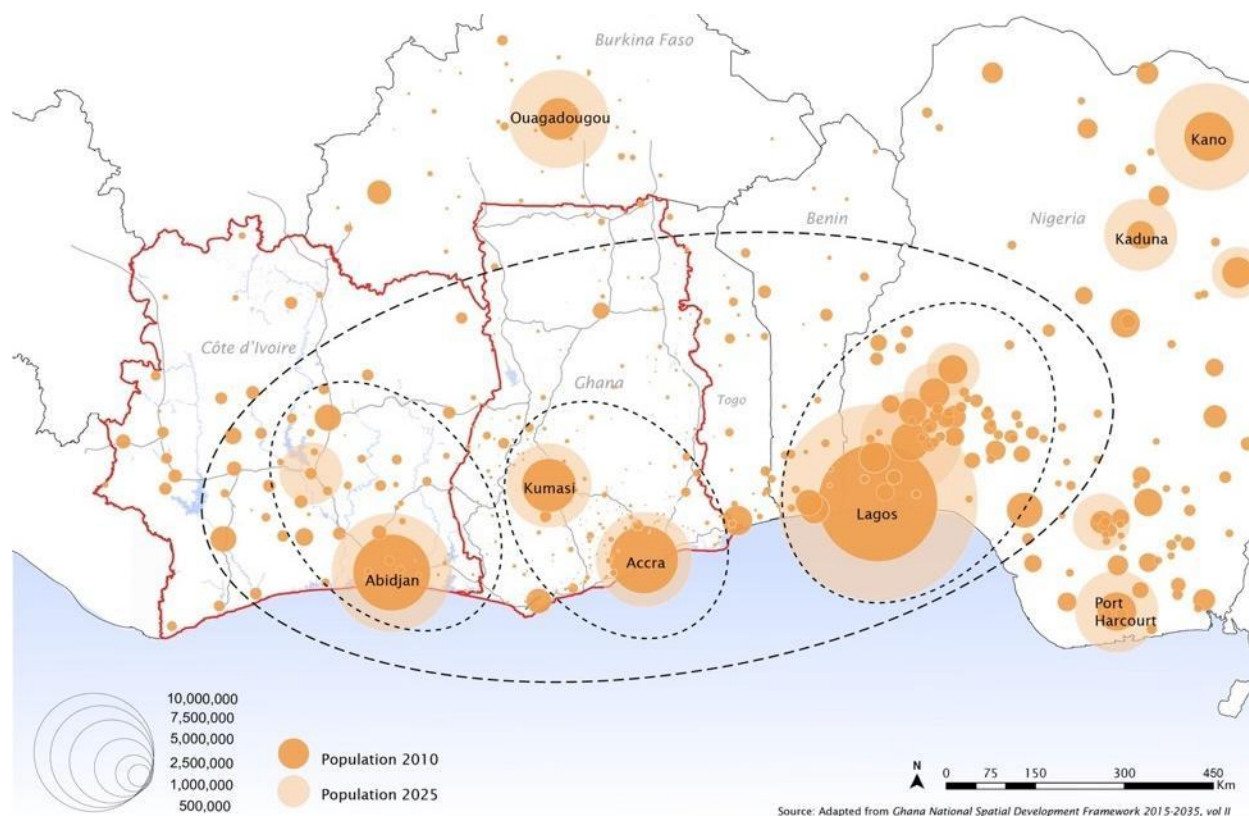 Burkina Faso
Ouagadougou
Kano
Benin
Nigeria
Kaduna
Côte d'Ivoire
Ghana
Togo
Kumasi
Lagos
Accra
Abidjan
Port
Harcourt
10,000,000
7,500,000
5,000,000
2,500,000
1,000,000
500,000
Population 2010
Population 2025
N
0 75 150 300 450
Km
Source: Adapted from Ghana National Spatial Development Framework 2015-2035, vol II